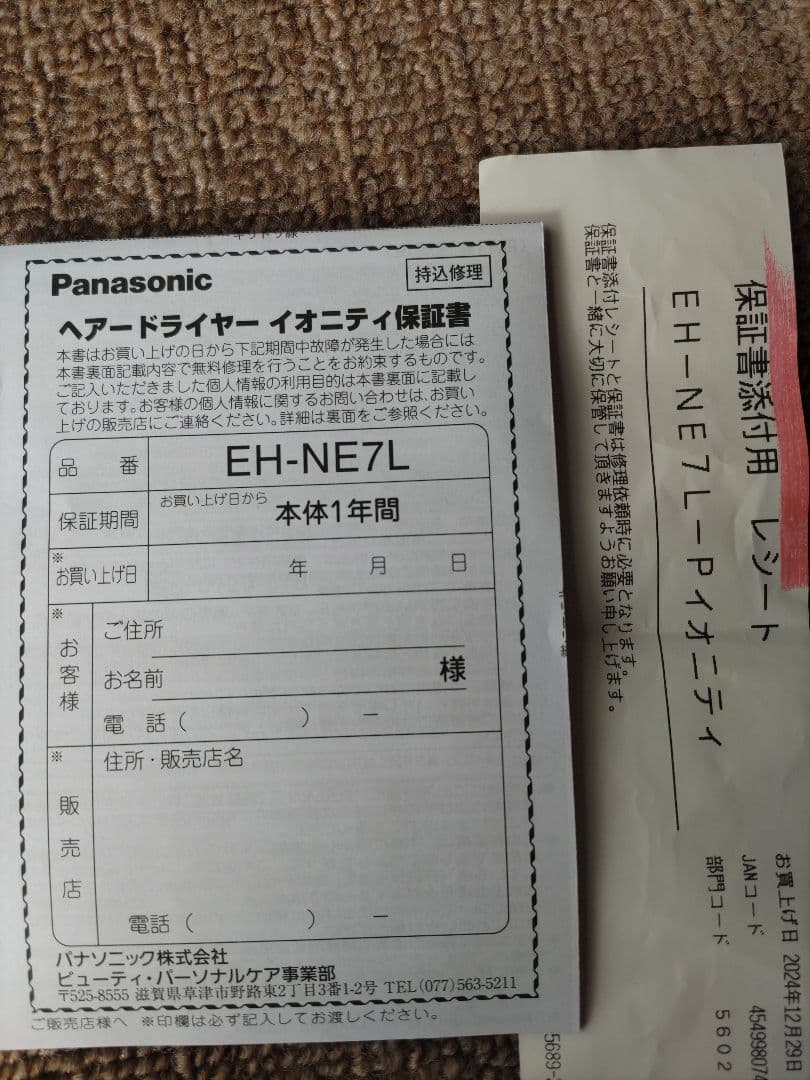 Panasonic
持込修理
ヘアードライヤー イオニティ保証書
本書はお買い上げの日から下記期間中故障が発生した場合には
本書裏面記載内容で無料修理を行うことをお約束するものです。
ご記入いただきました個人情報の利用目的は本書裏面に記載し
ております。お客様の個人情報に関するお問い合わせは、お買い
上げの販売店にご連絡ください。詳細は裏面をご参照ください。
品番 EH-NE7L
保証期間 お買い上げ日から 本体1年間
※お買い上げ日 年 月 日
※お客様
ご住所
お名前 様
電話( ) −
※販売店
住所・販売店名
電話( ) −
パナソニック株式会社
ビューティ・パーソナルケア事業部
〒525-8555 滋賀県草津市野路東2丁目3番1-2号 TEL(077)563-5211
ご販売店様へ ※印欄は必ず記入してお渡しください。
保証書添付用 レシート
EH−NE7L−Pイオニティ
保証書添付レシートと保証書は修理依頼時に必要となります。
保証書と一緒に大切に保管して頂きますようお願い申し上げます。
お買上げ日 2024年12月29日
JANコード 454998074
部門コード 5602
5689-